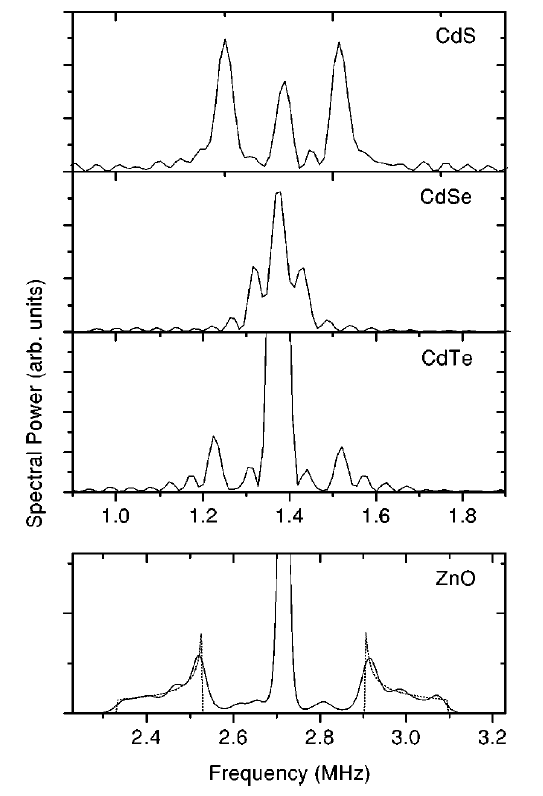 CdS
CdSe
CdTe
Spectral Power (arb. units)
1.0 1.2 1.4 1.6 1.8
ZnO
2.4 2.6 2.8 3.0 3.2
Frequency (MHz)